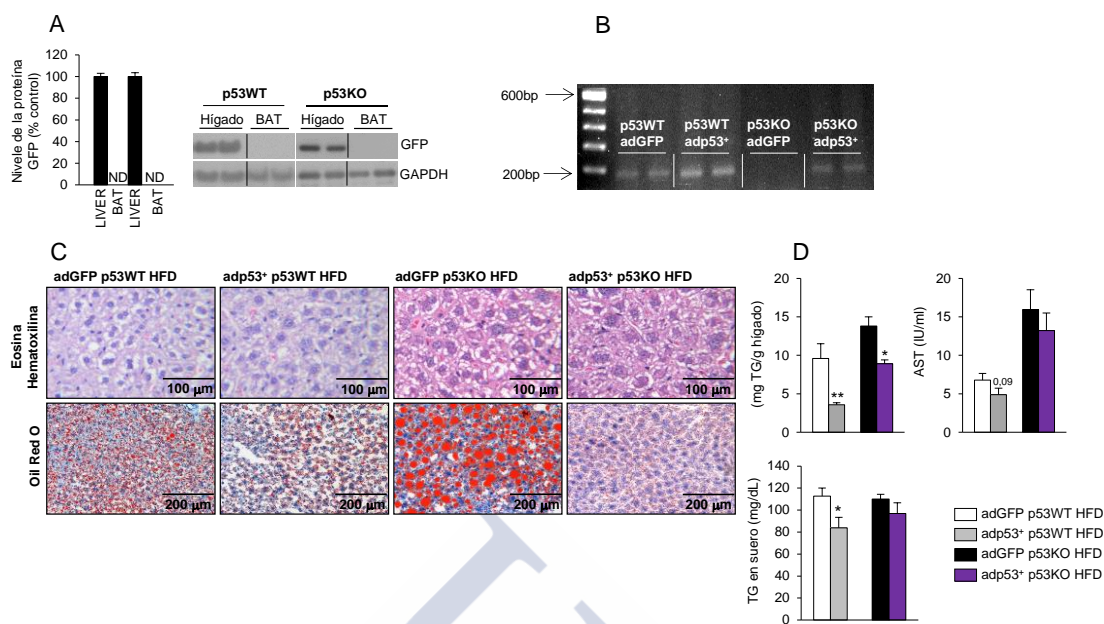 A
Nivele de la proteína
GFP (% control)
120
100
80
60
40
20
0
ND
ND
LIVER
BAT
LIVER
BAT
p53WT
p53KO
Hígado
BAT
Hígado
BAT
GFP
GAPDH
B
600bp
200bp
p53WT
adGFP
p53WT
adp53⁺
p53KO
adGFP
p53KO
adp53⁺
C
adGFP p53WT HFD
adp53⁺ p53WT HFD
adGFP p53KO HFD
adp53⁺ p53KO HFD
Eosina
Hematoxilina
100 µm
100 µm
100 µm
100 µm
Oil Red O
200 µm
200 µm
200 µm
200 µm
D
(mg TG/g hígado)
20
15
10
5
0
**
*
AST (IU/ml)
20
15
10
5
0
0,09
TG en suero (mg/dL)
140
120
100
80
60
40
20
0
*
adGFP p53WT HFD
adp53⁺ p53WT HFD
adGFP p53KO HFD
adp53⁺ p53KO HFD